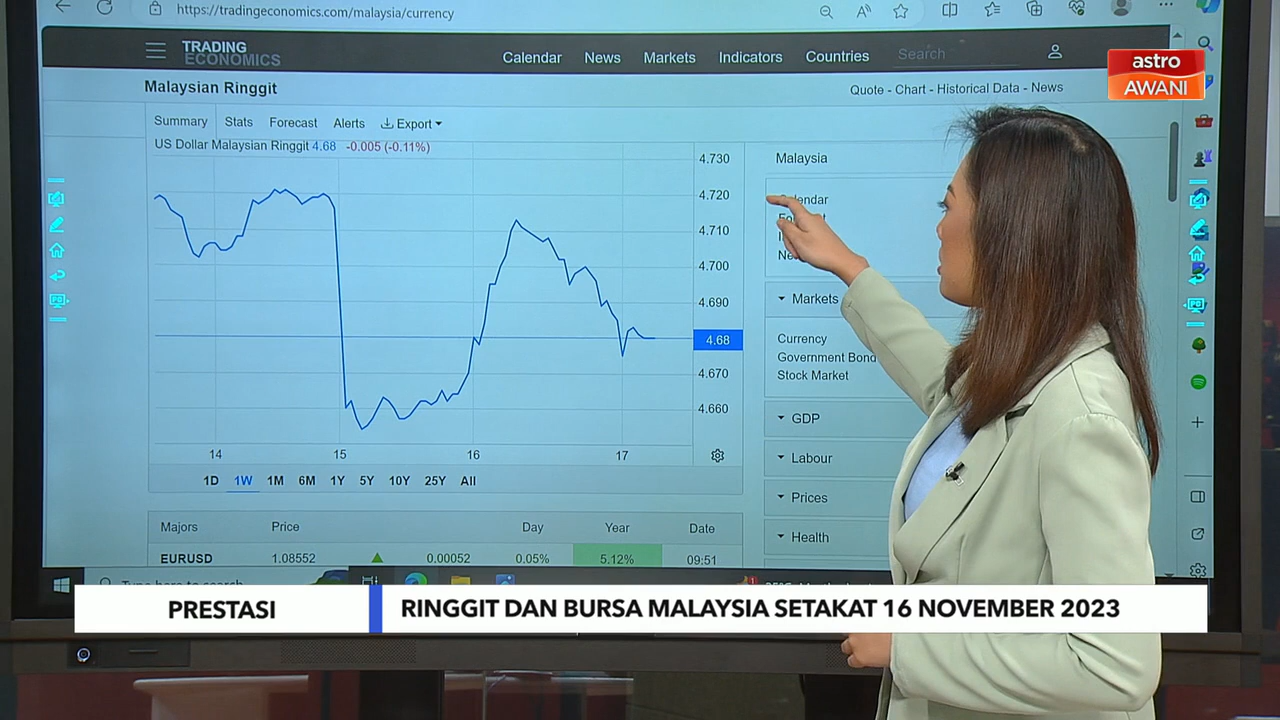 https://tradingeconomics.com/malaysia/currency
TRADING
ECONOMICS
Calendar News Markets Indicators Countries Search
astro
AWANI
Malaysian Ringgit
Quote - Chart - Historical Data - News
Summary Stats Forecast Alerts Export
US Dollar Malaysian Ringgit 4.68 -0.005 (-0.11%)
4.730
4.720
4.710
4.700
4.690
4.68
4.670
4.660
14 15 16 17
1D 1W 1M 6M 1Y 5Y 10Y 25Y All
Malaysia
Markets
Currency
Government Bond
Stock Market
GDP
Labour
Prices
Health
Majors Price Day Year Date
EURUSD 1.08552 0.00052 0.05% 5.12% 09:51
PRESTASI
RINGGIT DAN BURSA MALAYSIA SETAKAT 16 NOVEMBER 2023